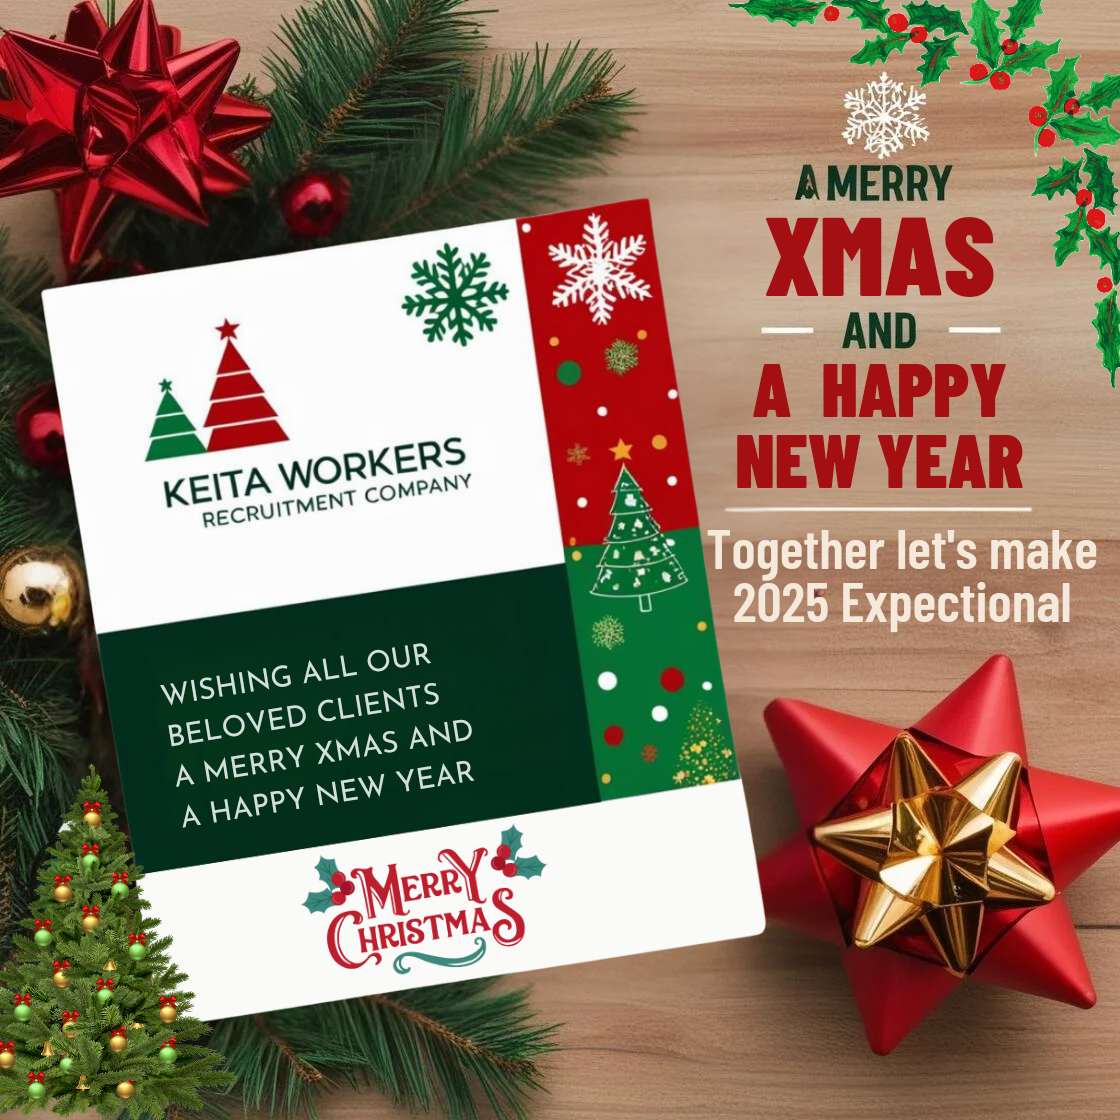 KEITA WORKERS
RECRUITMENT COMPANY
WISHING ALL OUR
BELOVED CLIENTS
A MERRY XMAS AND
A HAPPY NEW YEAR
MERRY
CHRISTMAS
A MERRY
XMAS
AND
A HAPPY
NEW YEAR
Together let's make
2025 Expectional